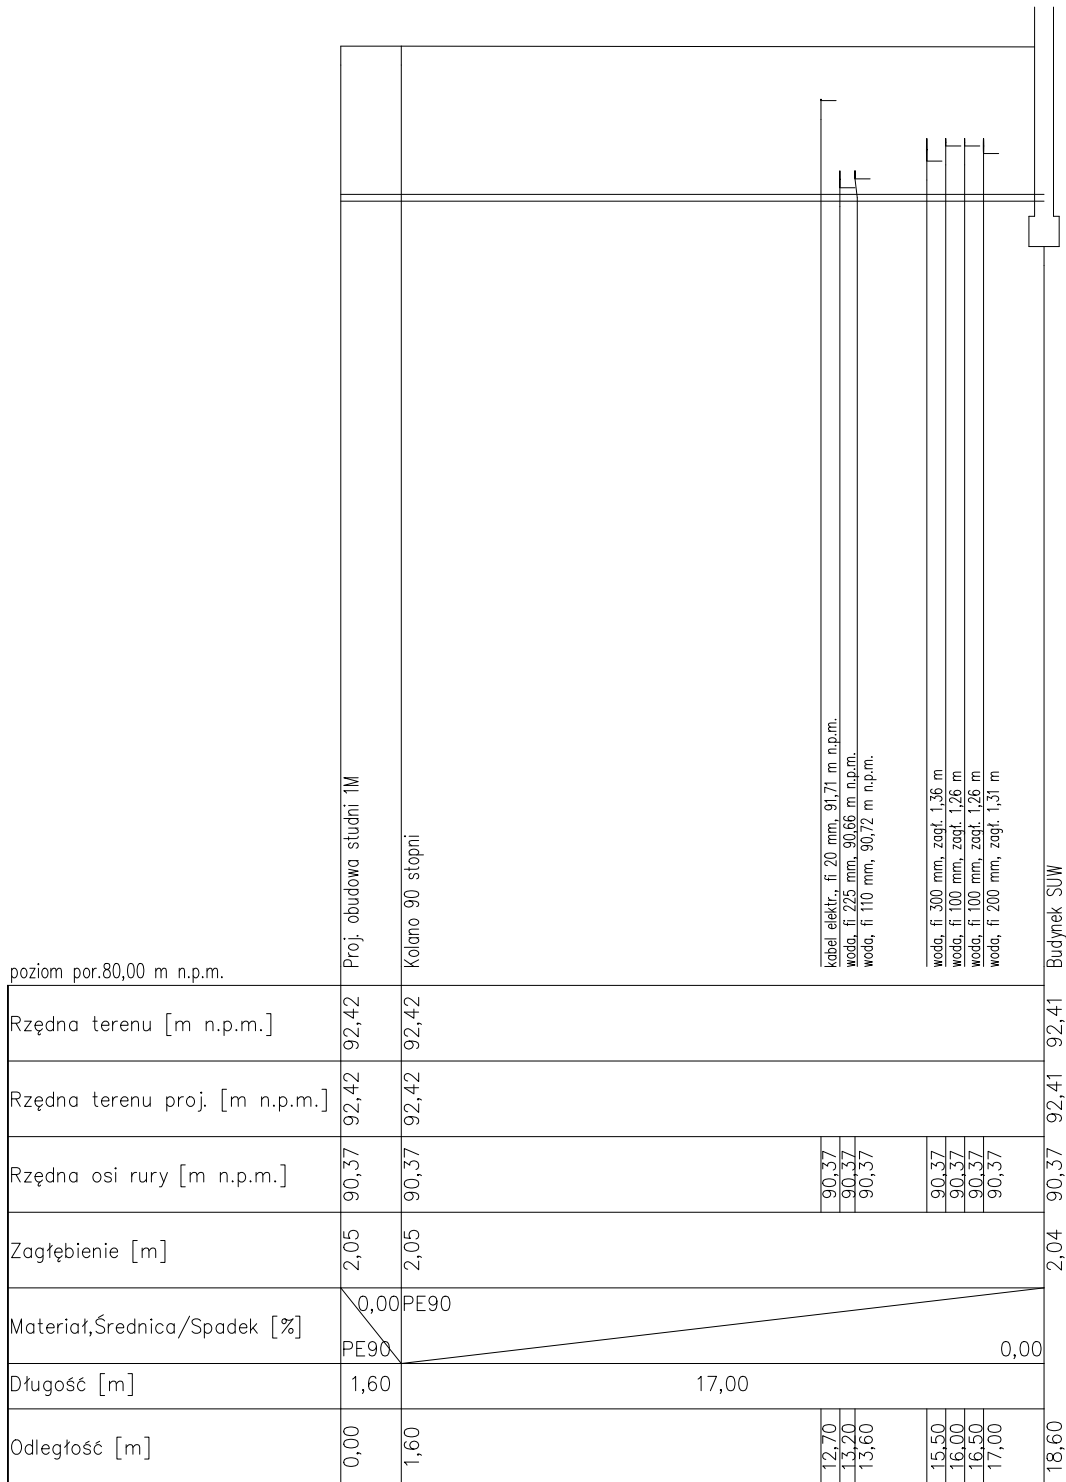 Proj. obudowa studni 1M
Kolano 90 stopni
kabel elektr., fi 20 mm, 91,71 m n.p.m.
woda, fi 225 mm, 90,66 m n.p.m.
woda, fi 110 mm, 90,72 m n.p.m.
woda, fi 300 mm, zagł. 1,36 m
woda, fi 100 mm, zagł. 1,26 m
woda, fi 100 mm, zagł. 1,26 m
woda, fi 200 mm, zagł. 1,31 m
Budynek SUW
poziom por.80,00 m n.p.m.
Rzędna terenu [m n.p.m.] 92,42 92,42 92,41
Rzędna terenu proj. [m n.p.m.] 92,42 92,42 92,41
Rzędna osi rury [m n.p.m.] 90,37 90,37 90,37 90,37 90,37 90,37 90,37 90,37 90,37 90,37
Zagłębienie [m] 2,05 2,05 2,04
Materiał,Średnica/Spadek [%] 0,00 PE90 PE90 0,00
Długość [m] 1,60 17,00
Odległość [m] 0,00 1,60 12,70 13,20 13,60 15,50 16,00 16,50 17,00 18,60